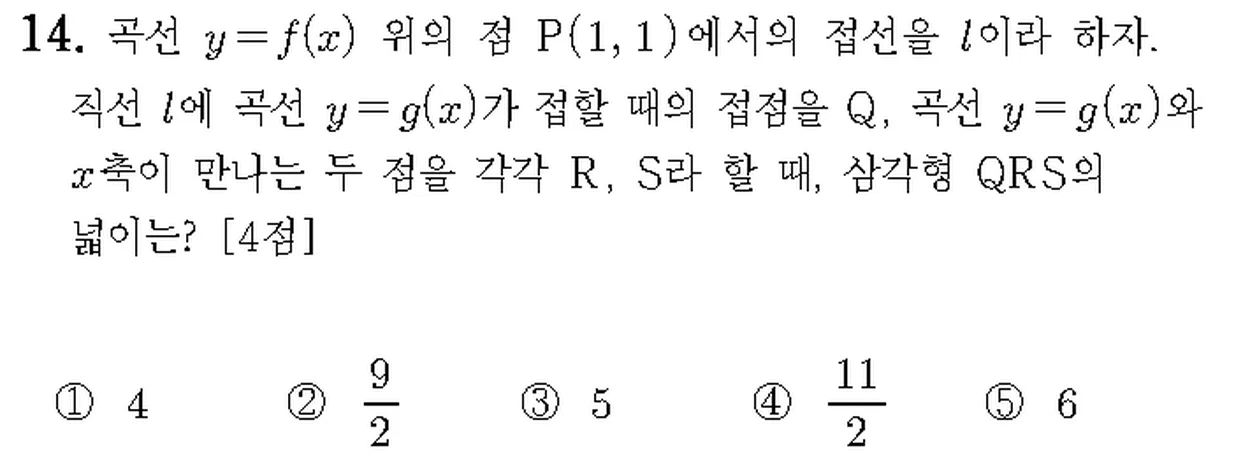 14. 곡선 y=f(x) 위의 점 P(1, 1)에서의 접선을 l이라 하자.
직선 l에 곡선 y=g(x)가 접할 때의 접점을 Q, 곡선 y=g(x)와
x축이 만나는 두 점을 각각 R, S라 할 때, 삼각형 QRS의
넓이는? [4점]
① 4 ② 9/2 ③ 5 ④ 11/2 ⑤ 6